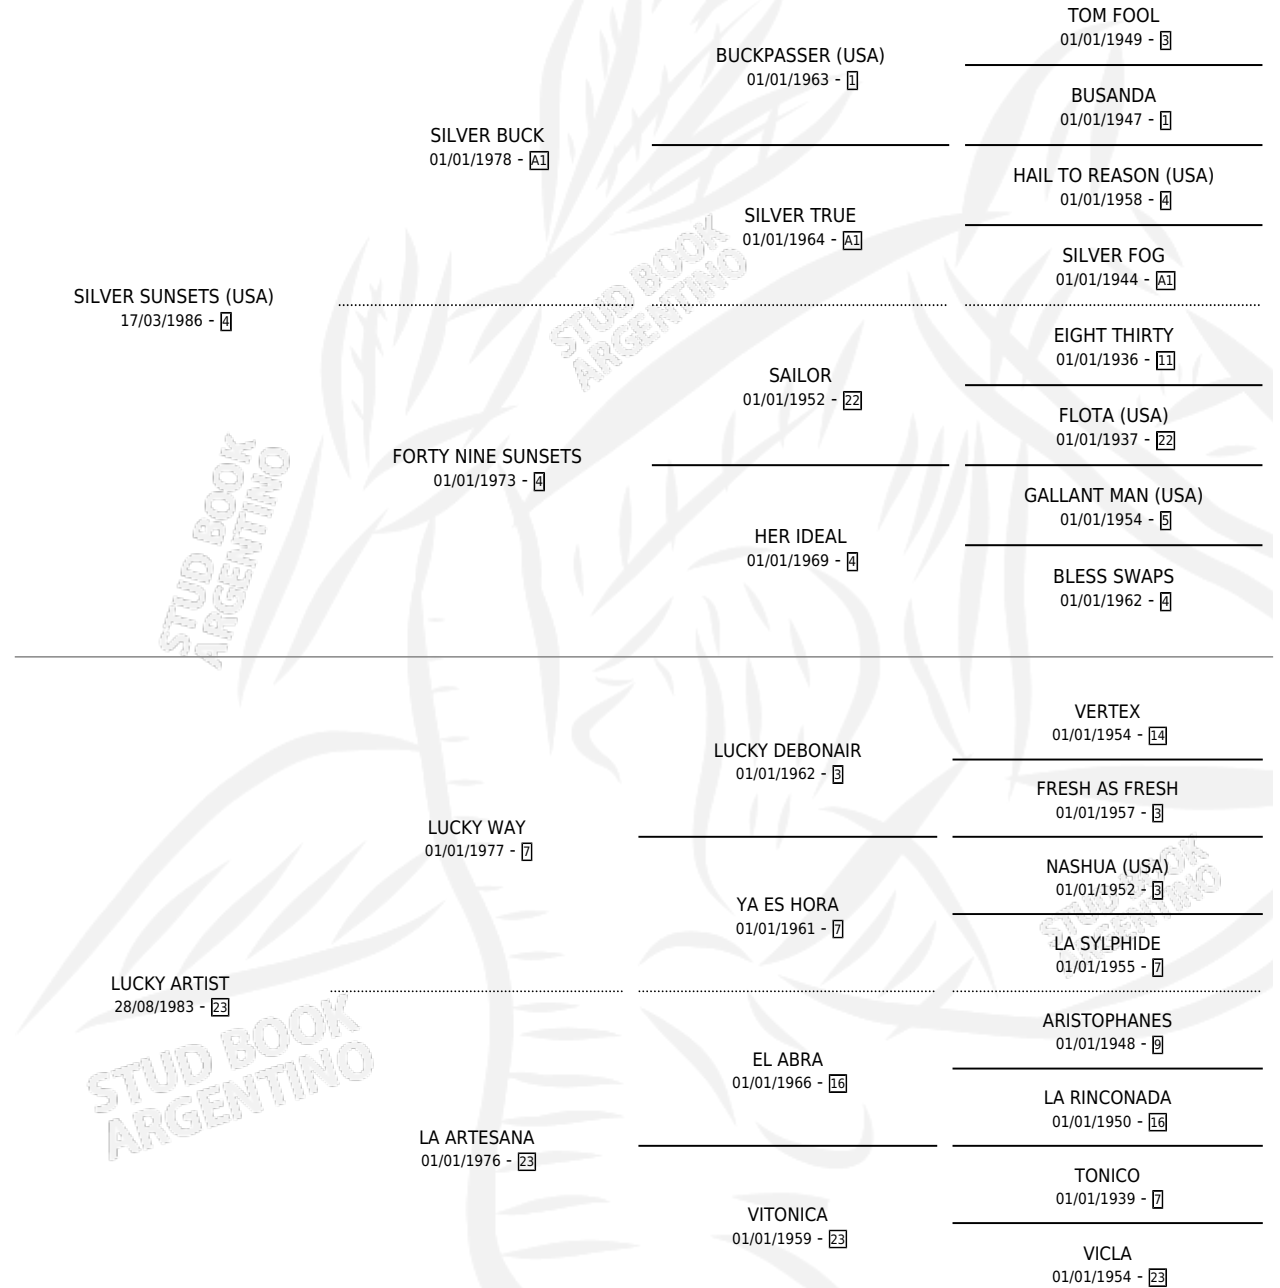 TOM FOOL
01/01/1949 - 3
BUCKPASSER (USA)
01/01/1963 - 1
BUSANDA
01/01/1947 - 1
SILVER BUCK
01/01/1978 - A1
HAIL TO REASON (USA)
01/01/1958 - 4
SILVER TRUE
01/01/1964 - A1
SILVER FOG
01/01/1944 - A1
SILVER SUNSETS (USA)
17/03/1986 - 4
EIGHT THIRTY
01/01/1936 - 11
SAILOR
01/01/1952 - 22
FLOTA (USA)
01/01/1937 - 22
FORTY NINE SUNSETS
01/01/1973 - 4
GALLANT MAN (USA)
01/01/1954 - 5
HER IDEAL
01/01/1969 - 4
BLESS SWAPS
01/01/1962 - 4
VERTEX
01/01/1954 - 14
LUCKY DEBONAIR
01/01/1962 - 3
FRESH AS FRESH
01/01/1957 - 3
LUCKY WAY
01/01/1977 - 7
NASHUA (USA)
01/01/1952 - 3
YA ES HORA
01/01/1961 - 7
LA SYLPHIDE
01/01/1955 - 7
LUCKY ARTIST
28/08/1983 - 23
ARISTOPHANES
01/01/1948 - 9
EL ABRA
01/01/1966 - 16
LA RINCONADA
01/01/1950 - 16
LA ARTESANA
01/01/1976 - 23
TONICO
01/01/1939 - 7
VITONICA
01/01/1959 - 23
VICLA
01/01/1954 - 23
STUD BOOK
ARGENTINO
STUD BOOK
ARGENTINO
STUD BOOK
ARGENTINO
STUD BOOK
ARGENTINO